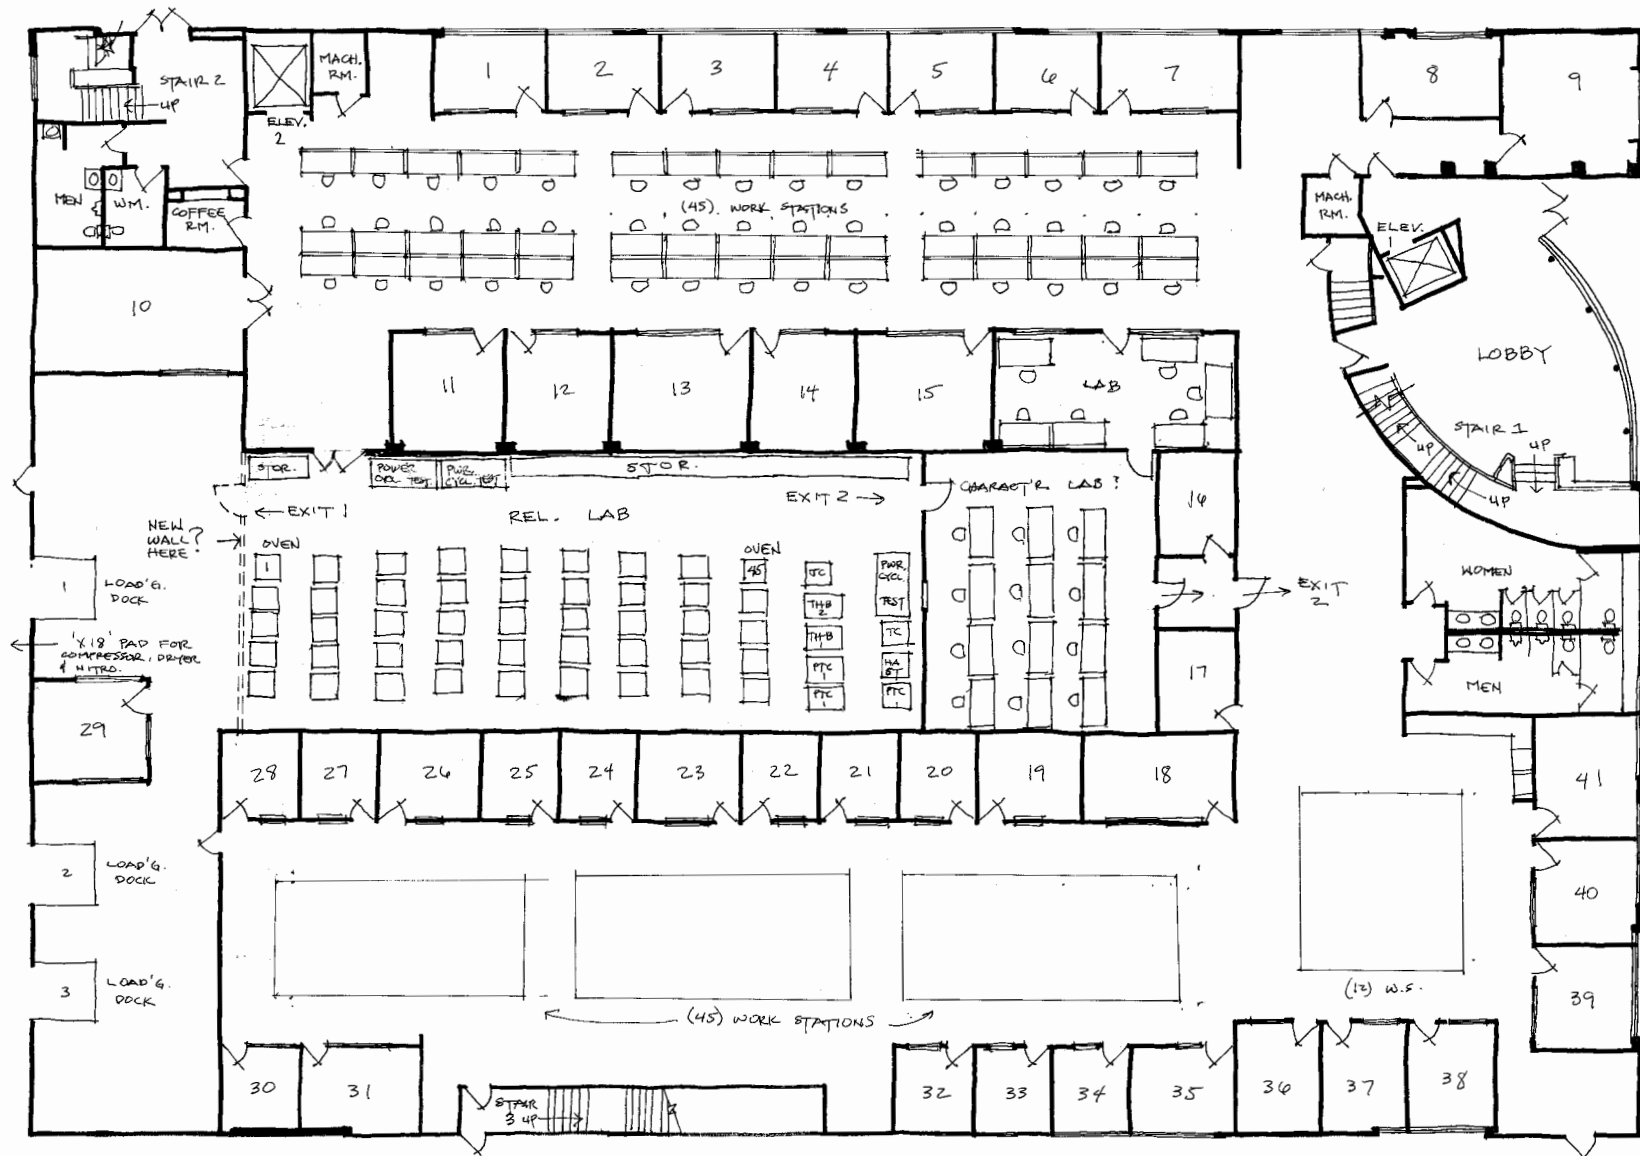 STAIR 2
UP
MACH.
RM.
ELEV.
2
1
2
3
4
5
6
7
8
9
MEN
WM.
COFFEE
RM.
(45) WORK STATIONS
MACH.
RM.
ELEV.
1
LOBBY
STAIR 1
UP
UP
UP
10
11
12
13
14
15
LAB
STOR.
POWER
CYCL TEST
PWR.
CYCL TEST
STOR.
EXIT 1
REL. LAB
EXIT 2
CHARACT'R. LAB?
16
NEW
WALL?
HERE?
OVEN
1
OVEN
45
TC
PWR.
CYCL.
TEST
THB
2
THB
1
TC
PTC
1
PTC
1
PTC
1
EXIT
2
17
WOMEN
MEN
1
LOAD'G.
DOCK
'X18' PAD FOR
COMPRESSOR, DRYER
& NITRO.
29
28
27
26
25
24
23
22
21
20
19
18
41
2
LOAD'G.
DOCK
40
3
LOAD'G.
DOCK
39
(45) WORK STATIONS
(12) W.S.
30
31
STAIR
3 UP
32
33
34
35
36
37
38